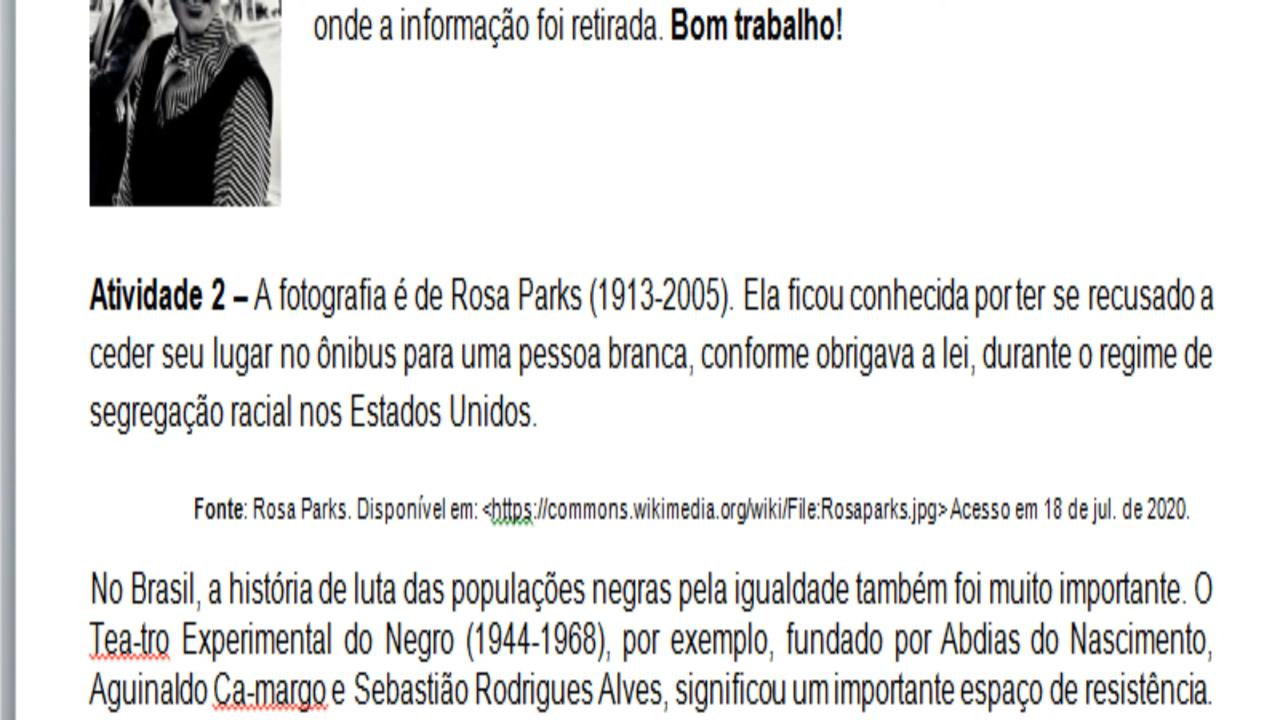 onde a informação foi retirada. Bom trabalho!
Atividade 2 – A fotografia é de Rosa Parks (1913-2005). Ela ficou conhecida por ter se recusado a
ceder seu lugar no ônibus para uma pessoa branca, conforme obrigava a lei, durante o regime de
segregação racial nos Estados Unidos.
Fonte: Rosa Parks. Disponível em: <https://commons.wikimedia.org/wiki/File:Rosaparks.jpg> Acesso em 18 de jul. de 2020.
No Brasil, a história de luta das populações negras pela igualdade também foi muito importante. O
Tea-tro Experimental do Negro (1944-1968), por exemplo, fundado por Abdias do Nascimento,
Aguinaldo Ca-margo e Sebastião Rodrigues Alves, significou um importante espaço de resistência.